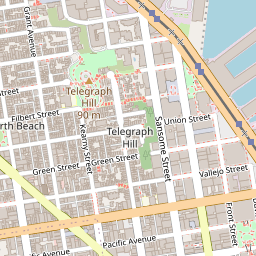 Grant Avenue
Filbert Street
Telegraph
Hill
90 m
Sansome Street
Union Street
rth Beach
Kearny Street
Telegraph
Hill
Green Street
Green Street
Vallejo Street
Front Street
Pacific Avenue